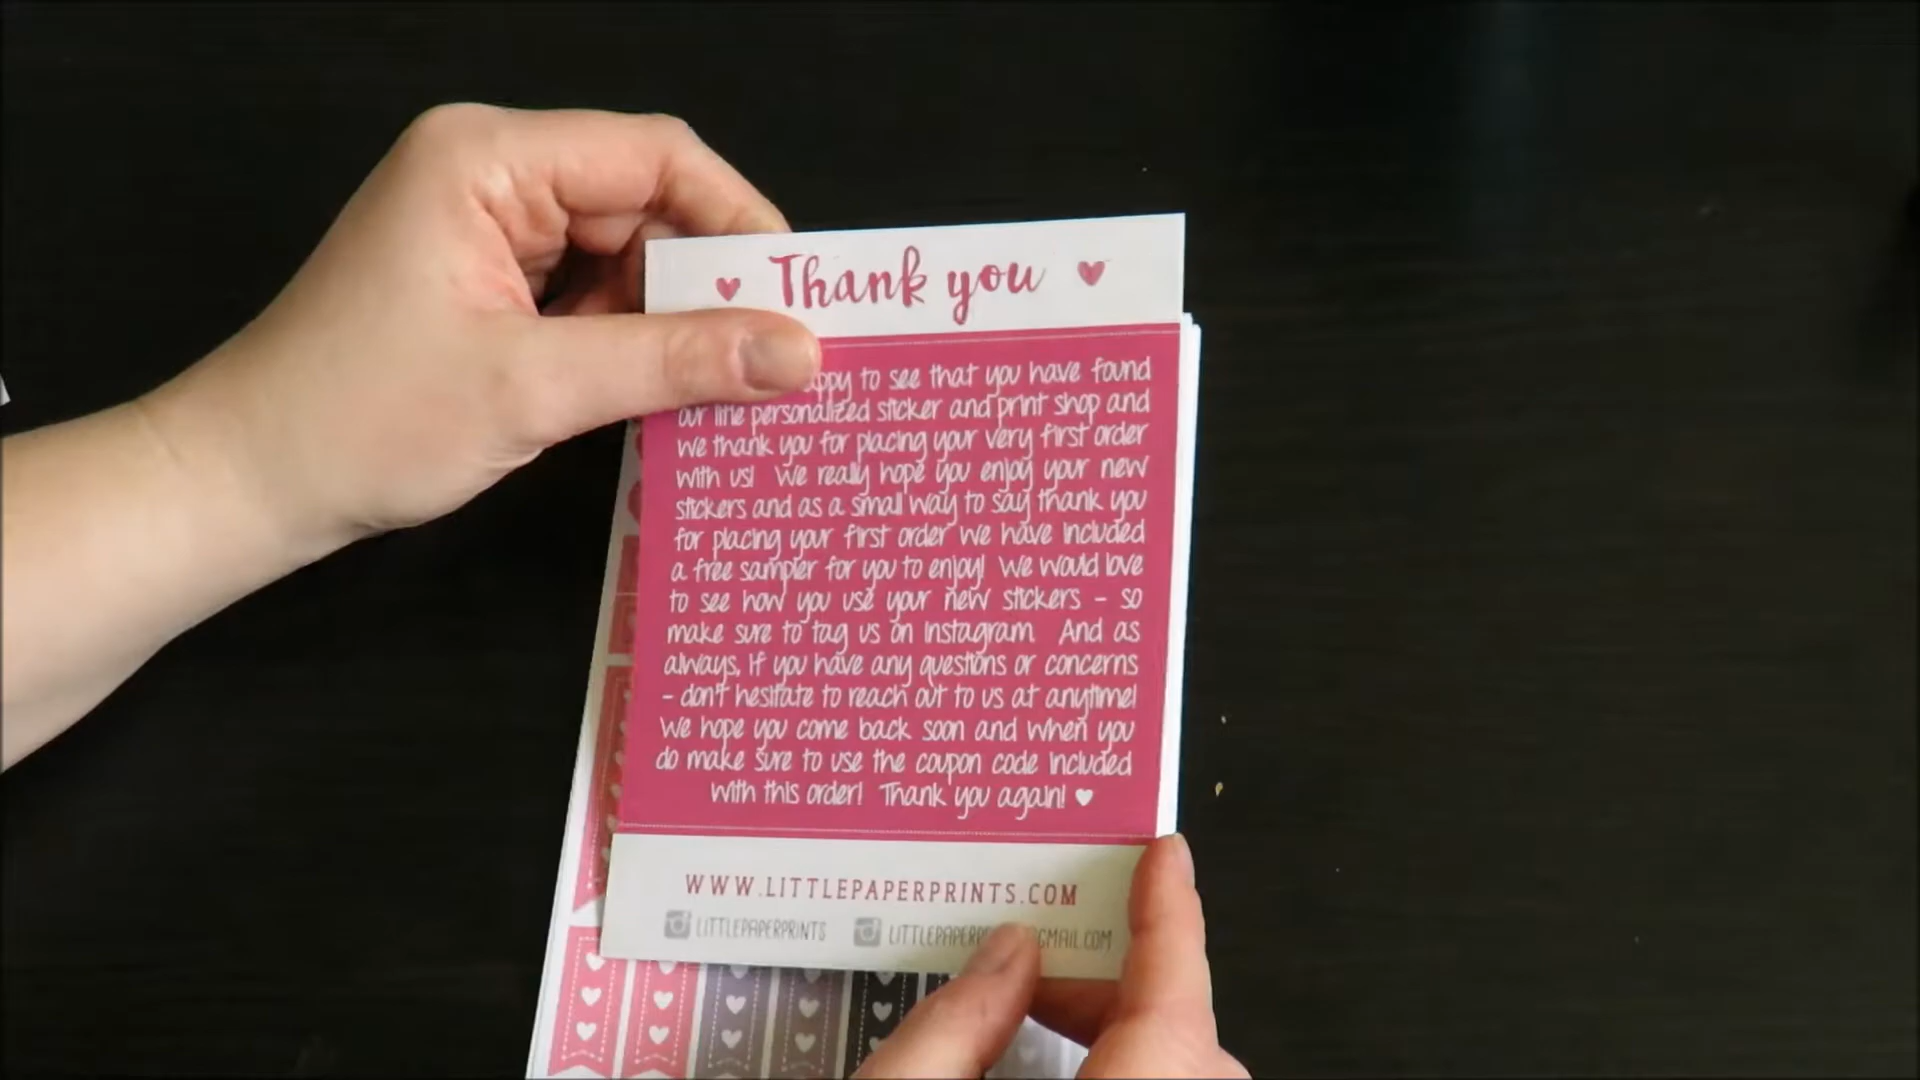 Thank you
to see that you have found
our little personalized sticker and print shop and
we thank you for placing your very first order
with us! We really hope you enjoy your new
stickers and as a small way to say thank you
for placing your first order we have included
a free sampler for you to enjoy! We would love
to see how you use your new stickers - so
make sure to tag us on Instagram And as
always, if you have any questions or concerns
- don't hesitate to reach out to us at anytime!
We hope you come back soon and when you
do make sure to use the coupon code included
with this order! Thank you again! ♥
WWW.LITTLEPAPERPRINTS.COM
LITTLEPAPERPRINTS